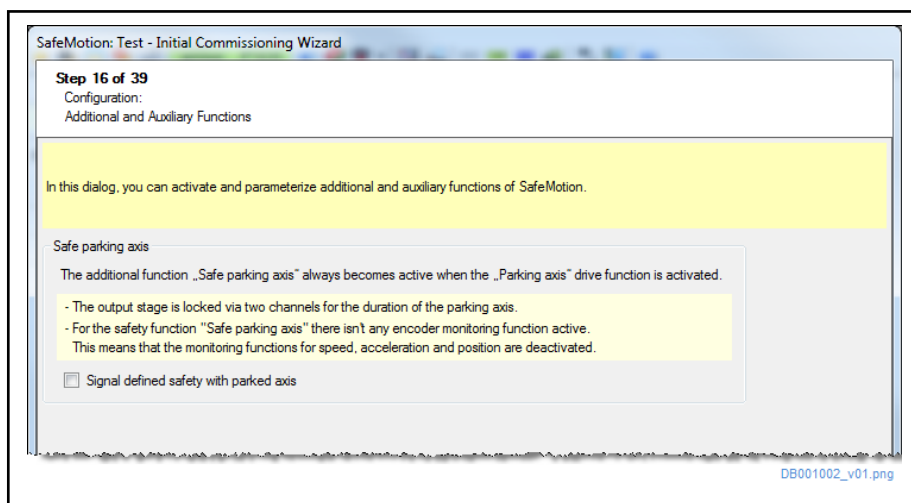 SafeMotion: Test - Initial Commissioning Wizard
Step 16 of 39
Configuration:
Additional and Auxiliary Functions
In this dialog, you can activate and parameterize additional and auxiliary functions of SafeMotion.
Safe parking axis
The additional function „Safe parking axis“ always becomes active when the „Parking axis“ drive function is activated.
- The output stage is locked via two channels for the duration of the parking axis.
- For the safety function "Safe parking axis" there isn't any encoder monitoring function active.
This means that the monitoring functions for speed, acceleration and position are deactivated.
Signal defined safety with parked axis
DB001002_v01.png